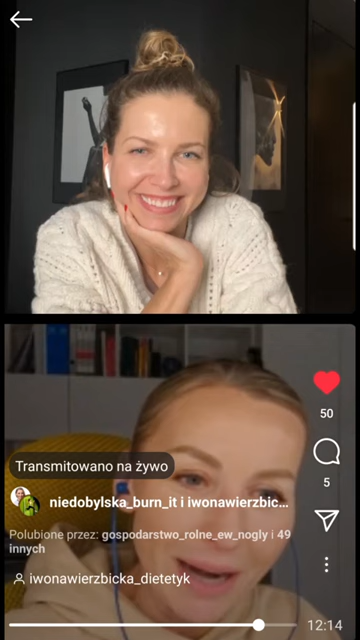 50
5
Transmitowano na żywo
niedobylska_burn_it i iwonawierzbic...
Polubione przez: gospodarstwo_rolne_ew_nogly i 49
innych
iwonawierzbicka_dietetyk
12:14